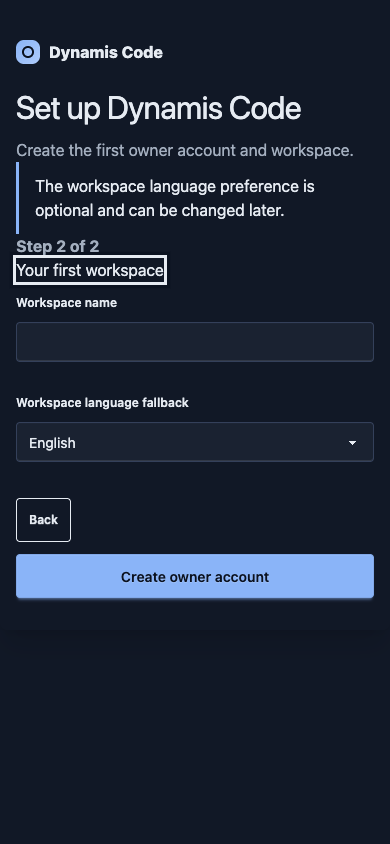 Dynamis Code
Set up Dynamis Code
Create the first owner account and workspace.
The workspace language preference is
optional and can be changed later.
Step 2 of 2
Your first workspace
Workspace name
Workspace language fallback
English
Back
Create owner account